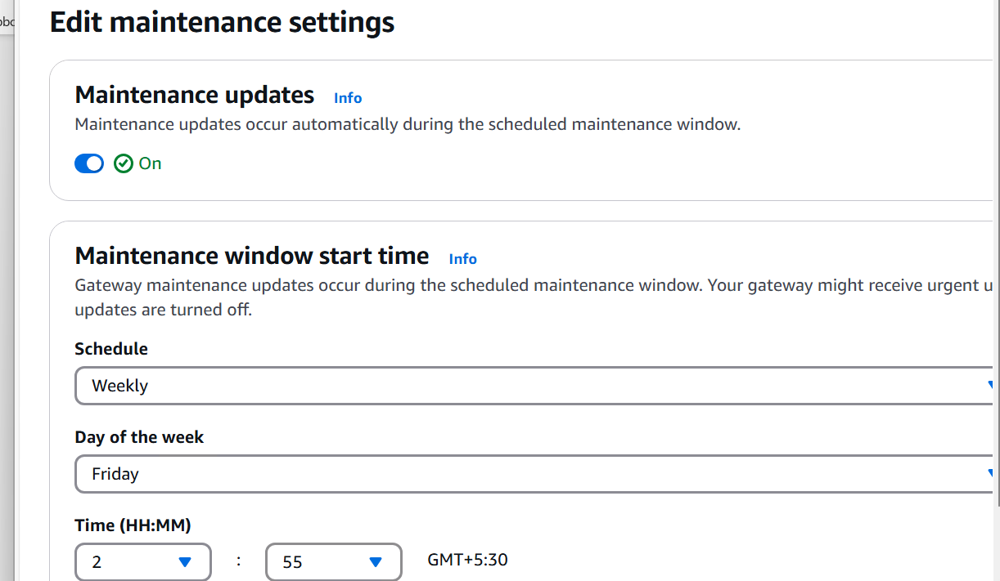 Edit maintenance settings
Maintenance updates Info
Maintenance updates occur automatically during the scheduled maintenance window.
On
Maintenance window start time Info
Gateway maintenance updates occur during the scheduled maintenance window. Your gateway might receive urgent
updates are turned off.
Schedule
Weekly
Day of the week
Friday
Time (HH:MM)
2 : 55 GMT+5:30